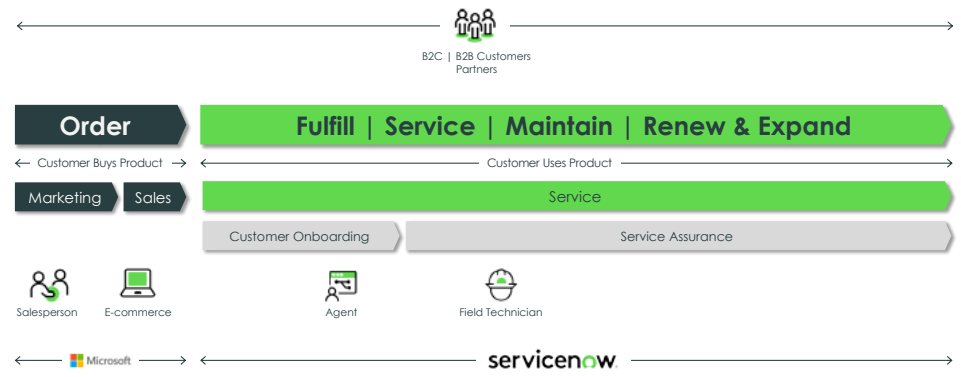 B2C | B2B Customers
Partners
Order
Fulfill | Service | Maintain | Renew & Expand
Customer Buys Product
Customer Uses Product
Marketing
Sales
Service
Customer Onboarding
Service Assurance
Salesperson
E-commerce
Agent
Field Technician
Microsoft
servicenow.